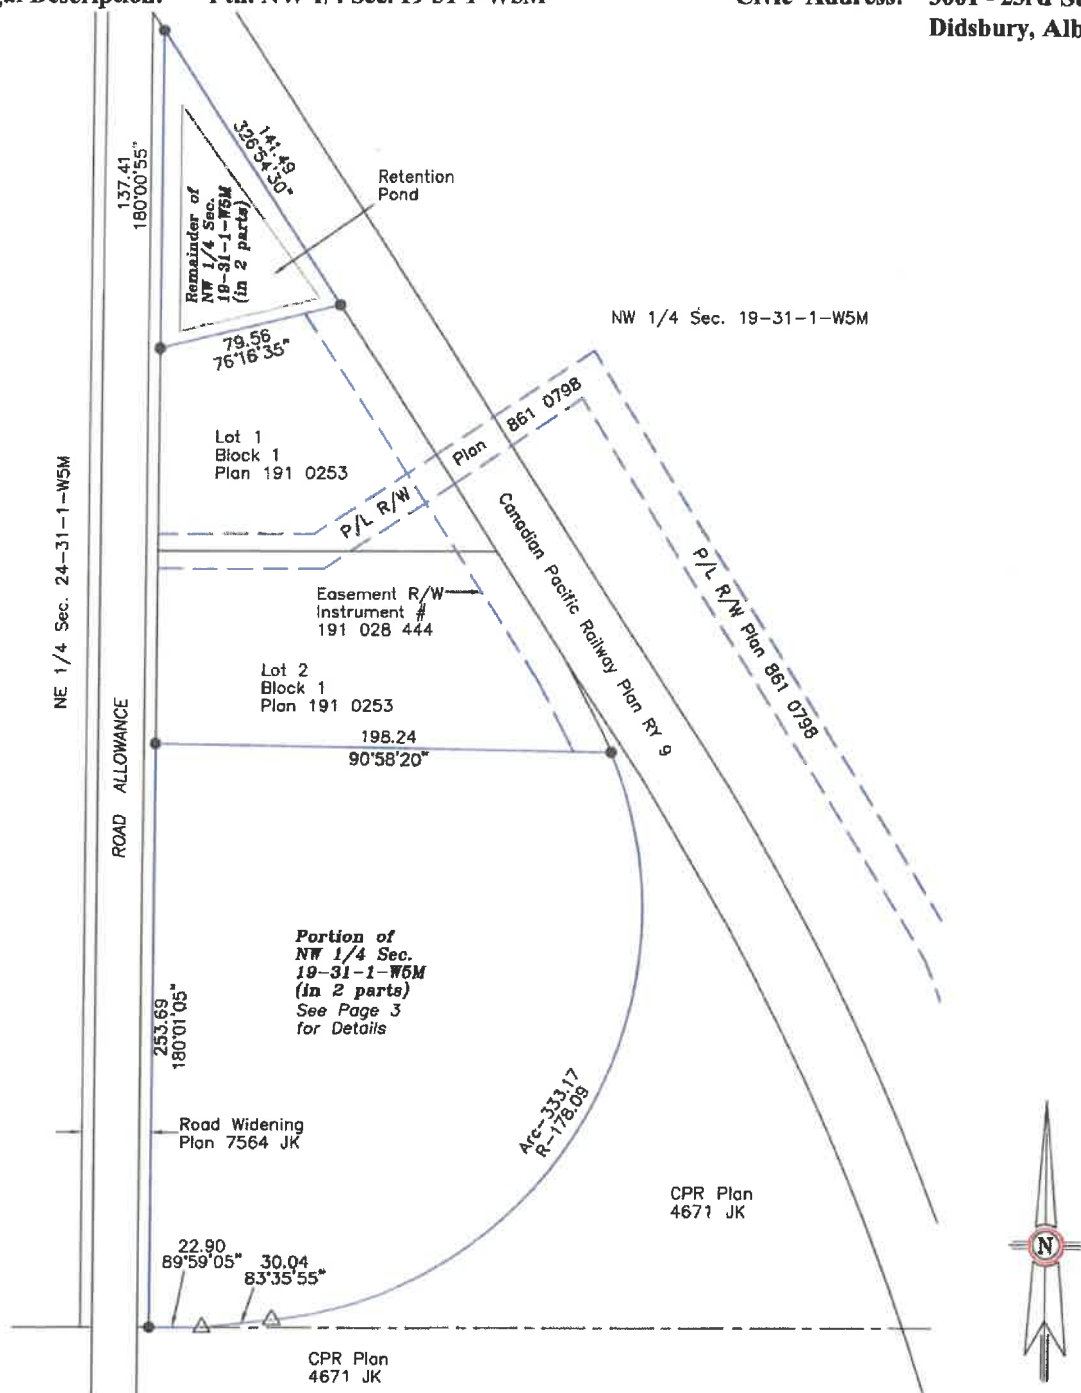 Description:
Civic Address:
Didsbury, Alb
137.41
180°00'55"
141.49
326°54'30"
Retention
Pond
Remainder of
NW 1/4 Sec.
19-31-1-W5M
(in 2 parts)
79.56
76°16'35"
NW 1/4 Sec. 19-31-1-W5M
Lot 1
Block 1
Plan 191 0253
P/L R/W Plan 861 0798
NE 1/4 Sec. 24-31-1-W5M
Canadian Pacific Railway Plan RY 9
P/L R/W Plan 861 0798
Easement R/W
Instrument #
191 028 444
Lot 2
Block 1
Plan 191 0253
ROAD ALLOWANCE
198.24
90°58'20"
Portion of
NW 1/4 Sec.
19-31-1-W5M
(in 2 parts)
See Page 3
for Details
253.69
180°01'05"
Arc-333.17
R-178.09
Road Widening
Plan 7564 JK
CPR Plan
4671 JK
22.90
89°59'05"
30.04
83°35'55"
N
CPR Plan
4671 JK